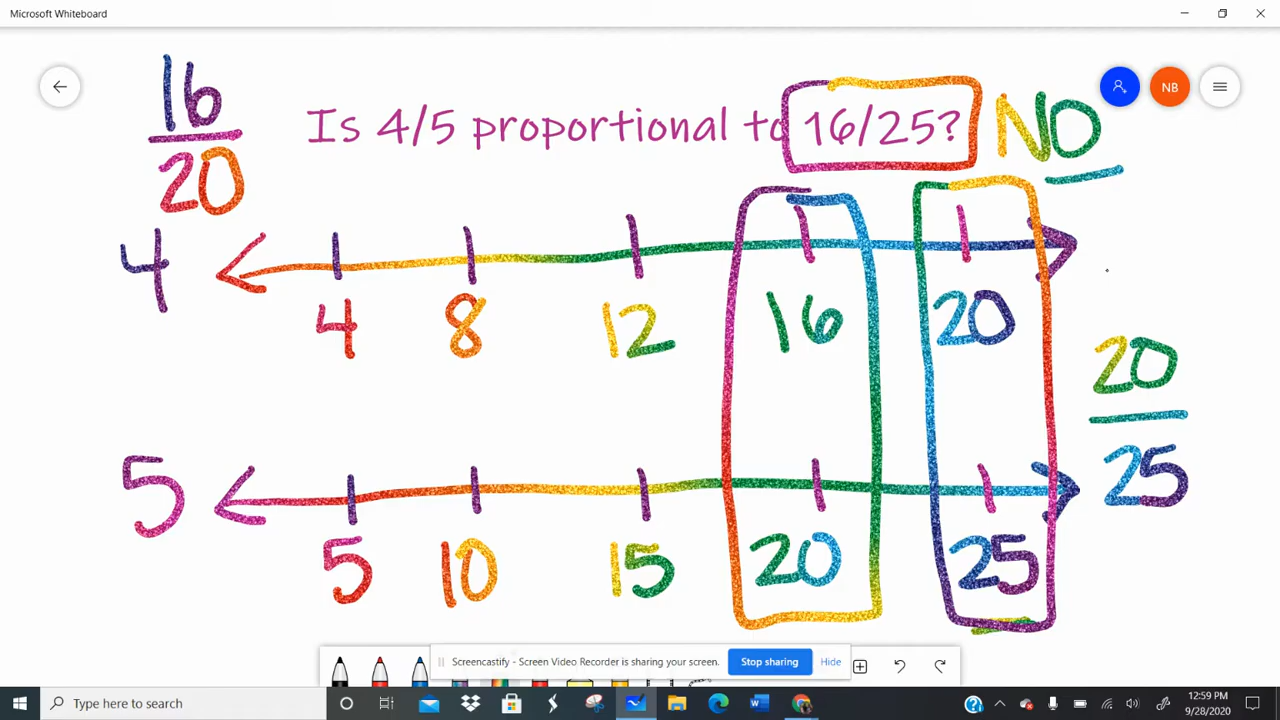 Microsoft Whiteboard
16
20
Is 4/5 proportional to 16/25?
NO
NB
4
4 8 12 16 20
20
25
5
5 10 15 20 25
Screencastify - Screen Video Recorder is sharing your screen.
Stop sharing
Hide
Type here to search
12:59 PM
9/28/2020